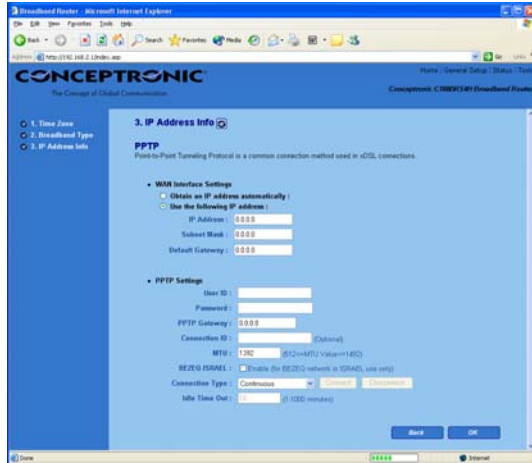 Broadband Router - Microsoft Internet Explorer
File Edit View Favorites Tools Help
Back Search Favorites Media
Address http://192.168.2.1/index.asp Go Links
CONCEPTRONIC
The Concept of Global Communication
Home | General Setup | Status | Tools
Conceptronic C100BRS4H Broadband Router
1. Time Zone
2. Broadband Type
3. IP Address Info
3. IP Address Info
PPTP
Point-to-Point Tunneling Protocol is a common connection method used in xDSL connections.
WAN Interface Settings
Obtain an IP address automatically :
Use the following IP address :
IP Address : 0.0.0.0
Subnet Mask : 0.0.0.0
Default Gateway : 0.0.0.0
PPTP Settings
User ID :
Password :
PPTP Gateway : 0.0.0.0
Connection ID : (Optional)
MTU : 1392 (512<=MTU Value<=1492)
BEZEQ ISRAEL : Enable (for BEZEQ network in ISRAEL use only)
Connection Type : Continuous Connect Disconnect
Idle Time Out : (1-1000 minutes)
Back OK
Done Internet